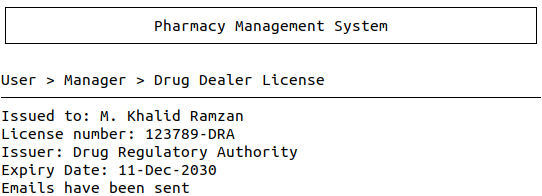 Pharmacy Management System
User > Manager > Drug Dealer License
Issued to: M. Khalid Ramzan
License number: 123789-DRA
Issuer: Drug Regulatory Authority
Expiry Date: 11-Dec-2030
Emails have been sent